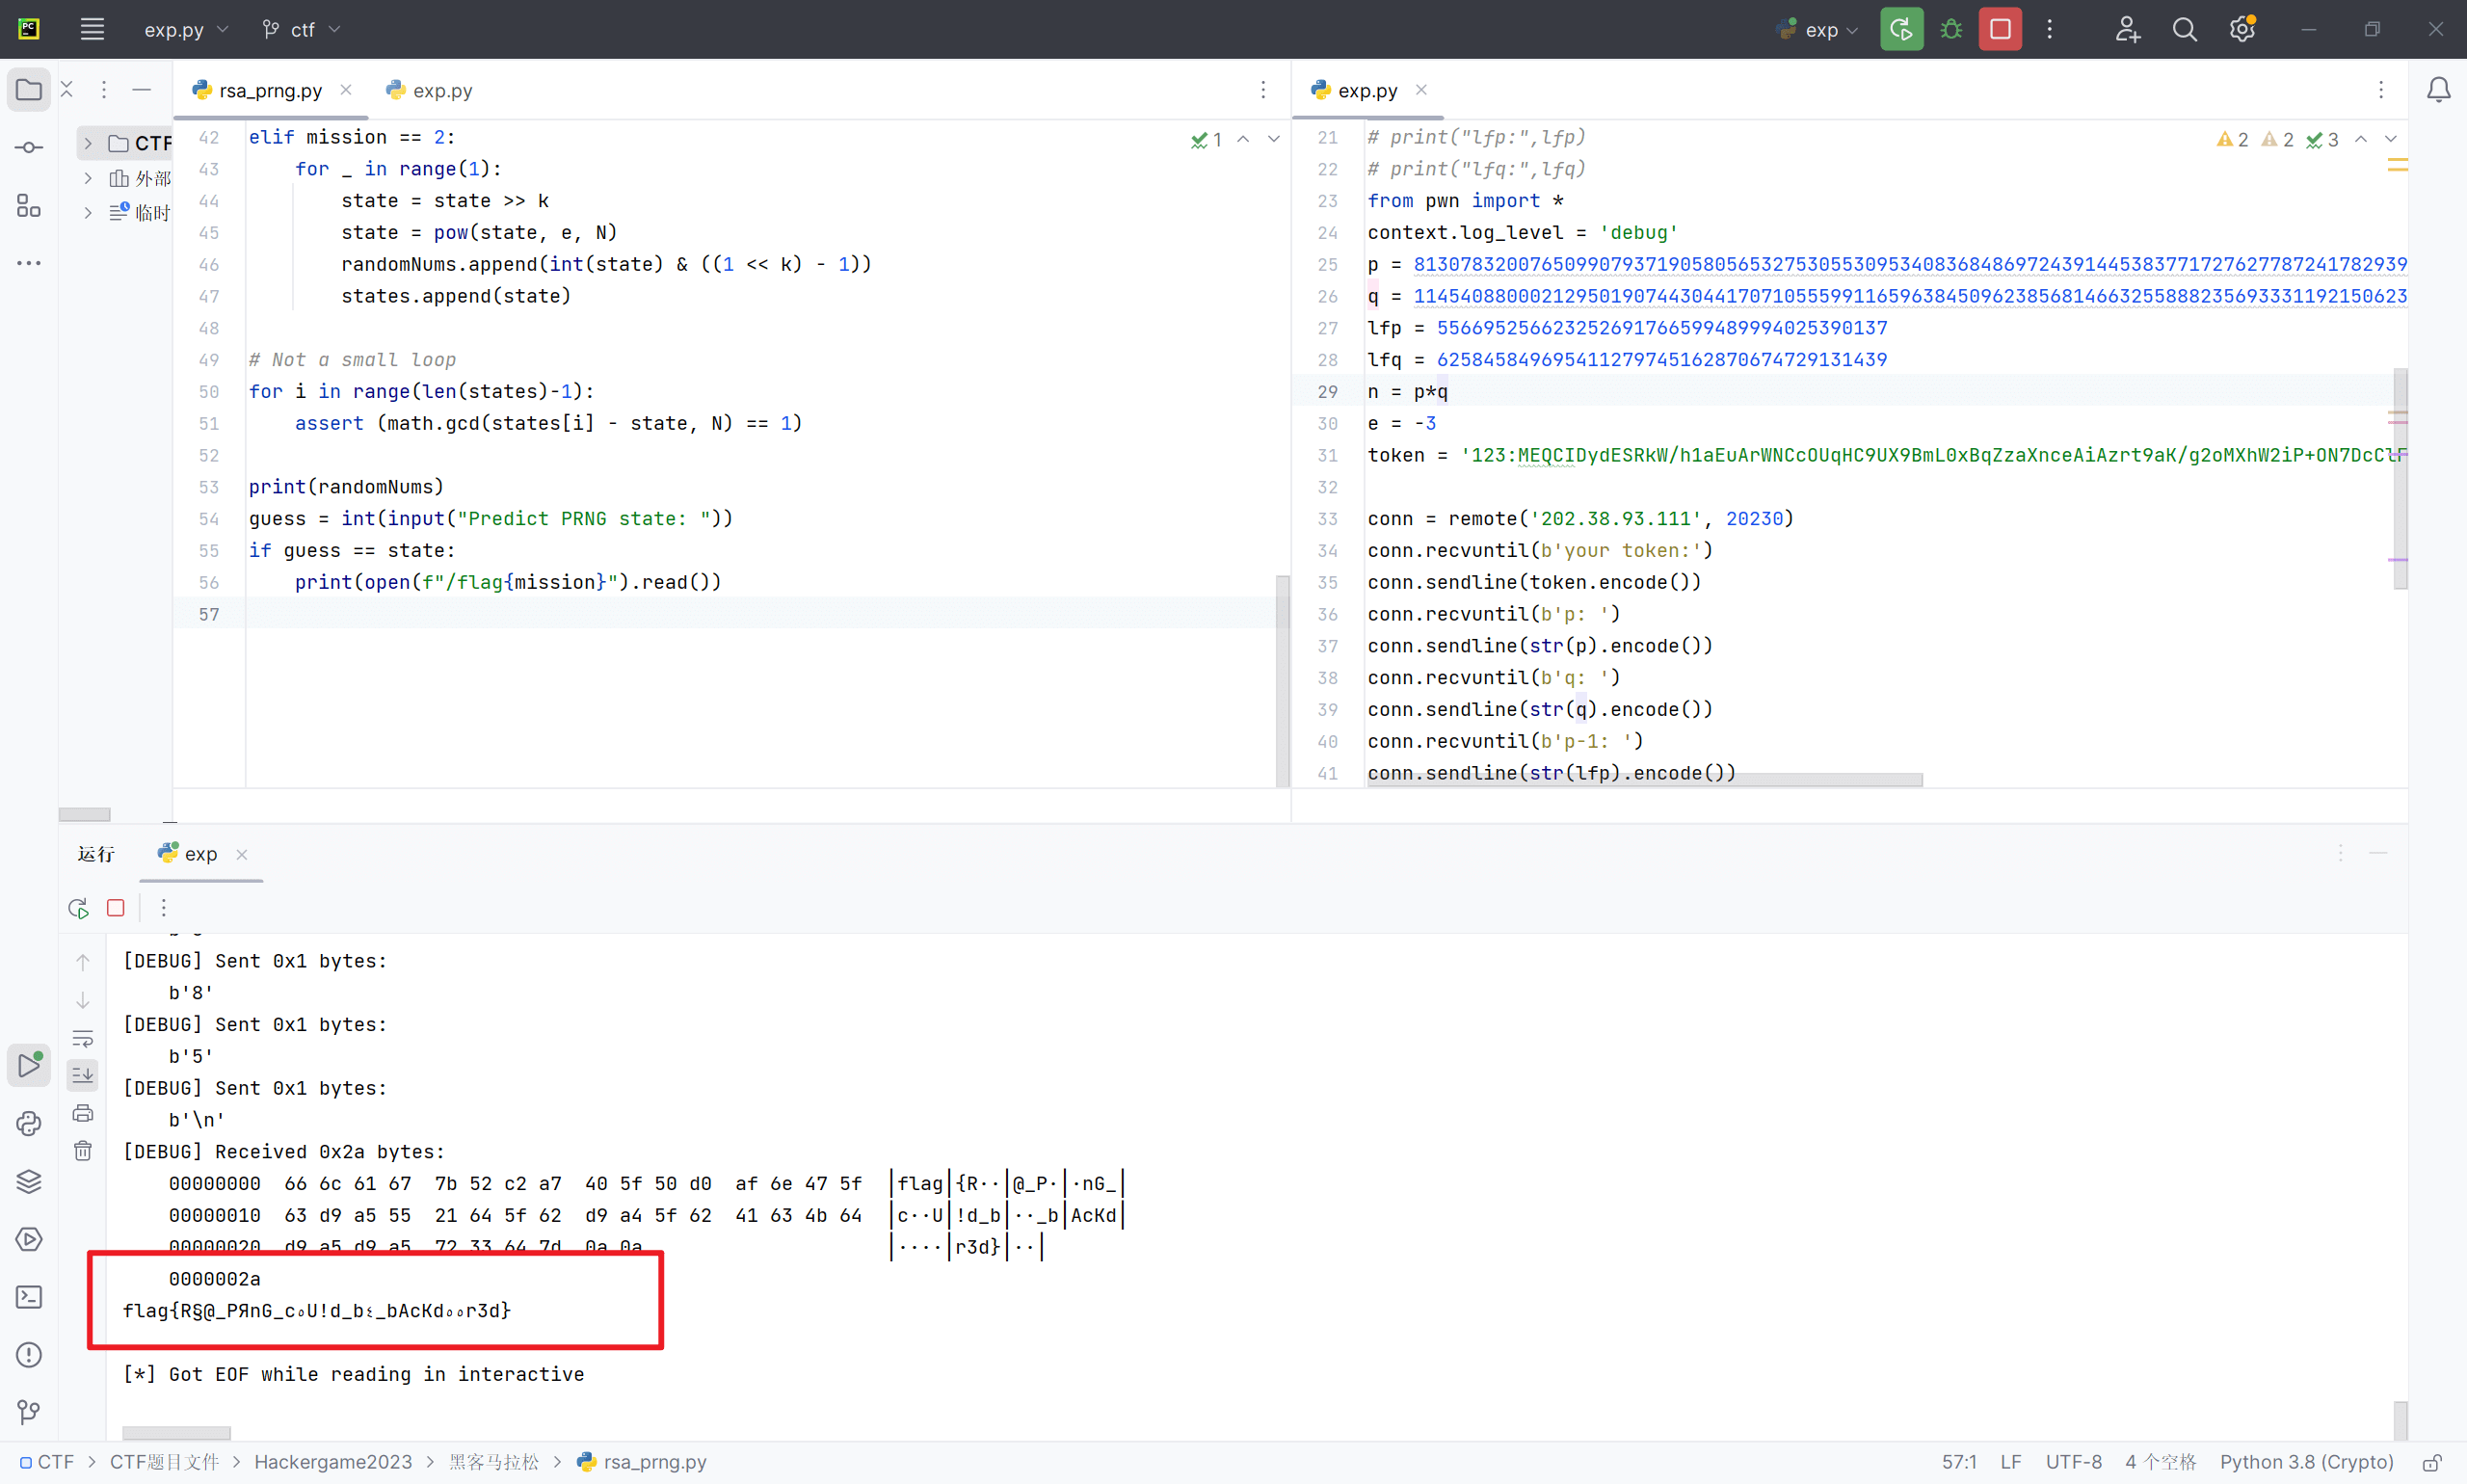 exp.py
ctf
exp
CTF
外部
临时
rsa_prng.py
exp.py
42 elif mission == 2:
43 for _ in range(1):
44 state = state >> k
45 state = pow(state, e, N)
46 randomNums.append(int(state) & ((1 << k) - 1))
47 states.append(state)
48
49 # Not a small loop
50 for i in range(len(states)-1):
51 assert (math.gcd(states[i] - state, N) == 1)
52
53 print(randomNums)
54 guess = int(input("Predict PRNG state: "))
55 if guess == state:
56 print(open(f"/flag{mission}").read())
57
1
exp.py
21 # print("lfp:",lfp)
22 # print("lfq:",lfq)
23 from pwn import *
24 context.log_level = 'debug'
25 p = 
26 q = 
27 lfp = 55669525662325269176659948994025390137
28 lfq = 62584584969541127974516287067472913​1439
29 n = p*q
30 e = -3
31 token = 
32
33 conn = remote('202.38.93.111', 20230)
34 conn.recvuntil(b'your token:')
35 conn.sendline(token.encode())
36 conn.recvuntil(b'p: ')
37 conn.sendline(str(p).encode())
38 conn.recvuntil(b'q: ')
39 conn.sendline(str(q).encode())
40 conn.recvuntil(b'p-1: ')
41 conn.sendline(str(lfp).encode())
2 2 3
运行
exp
[DEBUG] Sent 0x1 bytes:
b'8'
[DEBUG] Sent 0x1 bytes:
b'5'
[DEBUG] Sent 0x1 bytes:
b'\n'
[DEBUG] Received 0x2a bytes:
00000000 66 6c 61 67 7b 52 c2 a7 40 5f 50 d0 af 6e 47 5f │flag│{R··│@_P·│·nG_│
00000010 63 d9 a5 55 21 64 5f 62 d9 a4 5f 62 41 63 4b 64 │c··U│!d_b│··_b│AcKd│
00000020 d9 a5 d9 a5 72 33 64 7d 0a 0a │····│r3d}│··│
0000002a
flag{R§@_PЯnG_c٥U!d_b٤_bAcKd٥٥r3d}
[*] Got EOF while reading in interactive
CTF > CTF题目文件 > Hackergame2023 > 黑客马拉松 > rsa_prng.py
57:1 LF UTF-8 4 个空格 Python 3.8 (Crypto)